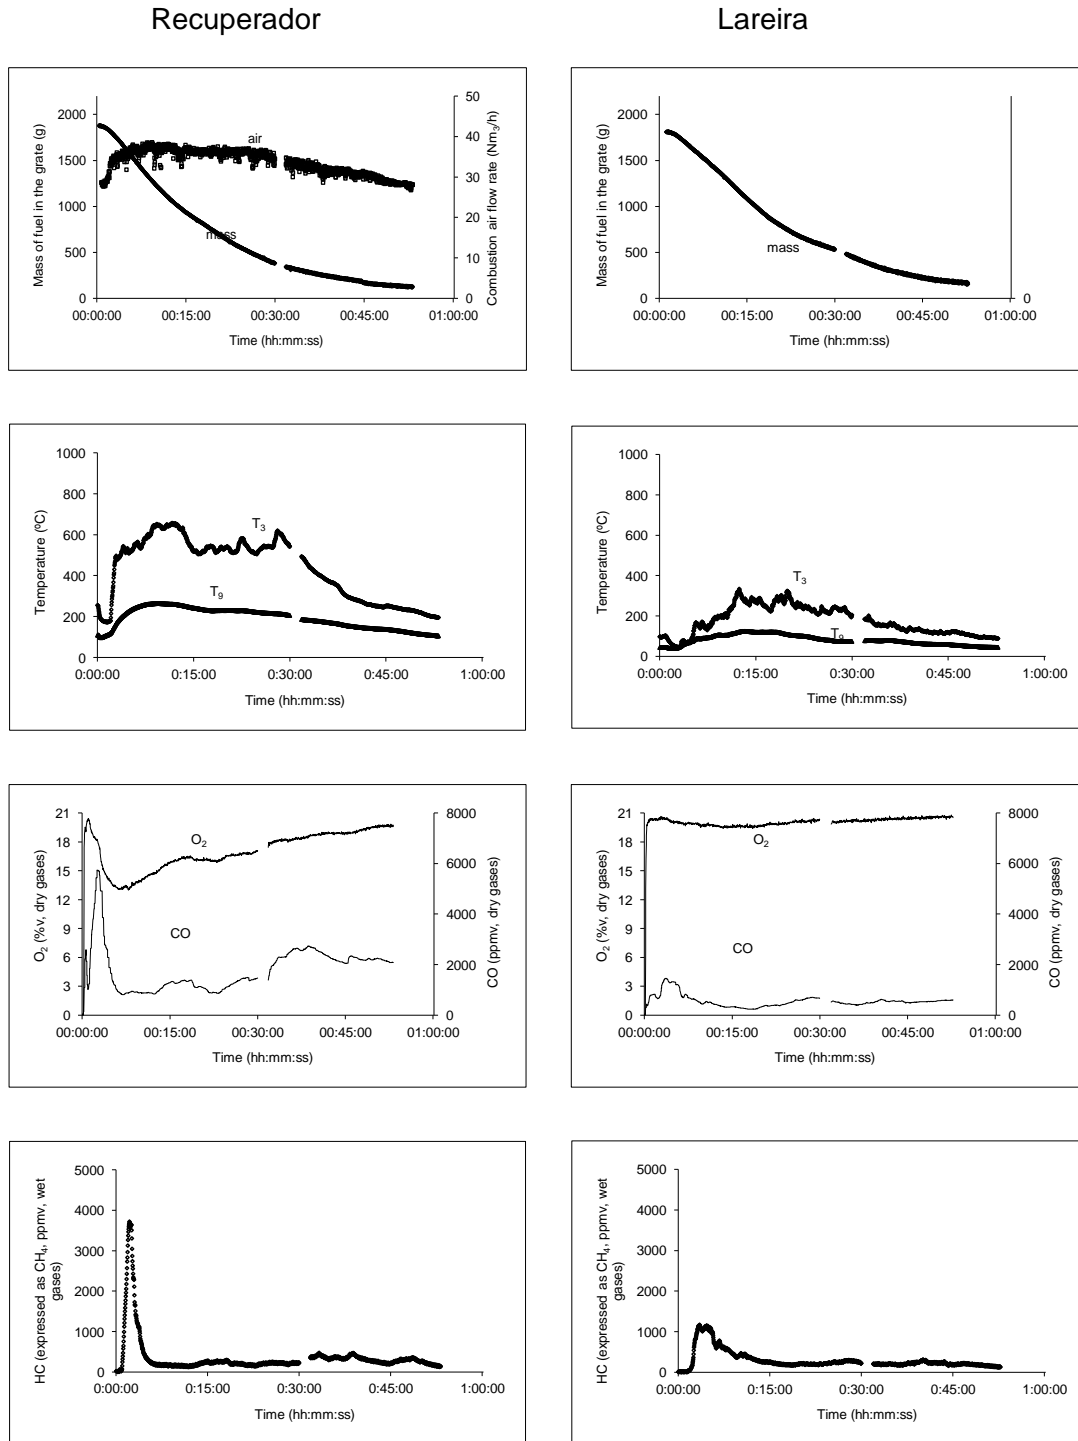 Recuperador
Lareira
Mass of fuel in the grate (g)
2000
1500
1000
500
0
50
40
30
20
10
0
Combustion air flow rate (Nm3/h)
air
mass
00:00:00 00:15:00 00:30:00 00:45:00 01:00:00
Time (hh:mm:ss)
Mass of fuel in the grate (g)
2000
1500
1000
500
0
0
mass
00:00:00 00:15:00 00:30:00 00:45:00 01:00:00
Time (hh:mm:ss)
Temperature (ºC)
1000
800
600
400
200
0
T3
T9
0:00:00 0:15:00 0:30:00 0:45:00 1:00:00
Time (hh:mm:ss)
Temperature (ºC)
1000
800
600
400
200
0
T3
T9
0:00:00 0:15:00 0:30:00 0:45:00 1:00:00
Time (hh:mm:ss)
O2 (%v, dry gases)
21
18
15
12
9
6
3
0
8000
6000
4000
2000
0
CO (ppmv, dry gases)
O2
CO
00:00:00 00:15:00 00:30:00 00:45:00 01:00:00
Time (hh:mm:ss)
O2 (%v, dry gases)
21
18
15
12
9
6
3
0
8000
6000
4000
2000
0
CO (ppmv, dry gases)
O2
CO
00:00:00 00:15:00 00:30:00 00:45:00 01:00:00
Time (hh:mm:ss)
HC (expressed as CH4, ppmv, wet
gases)
5000
4000
3000
2000
1000
0
0:00:00 0:15:00 0:30:00 0:45:00 1:00:00
Time (hh:mm:ss)
HC (expressed as CH4, ppmv, wet
gases)
5000
4000
3000
2000
1000
0
0:00:00 0:15:00 0:30:00 0:45:00 1:00:00
Time (hh:mm:ss)